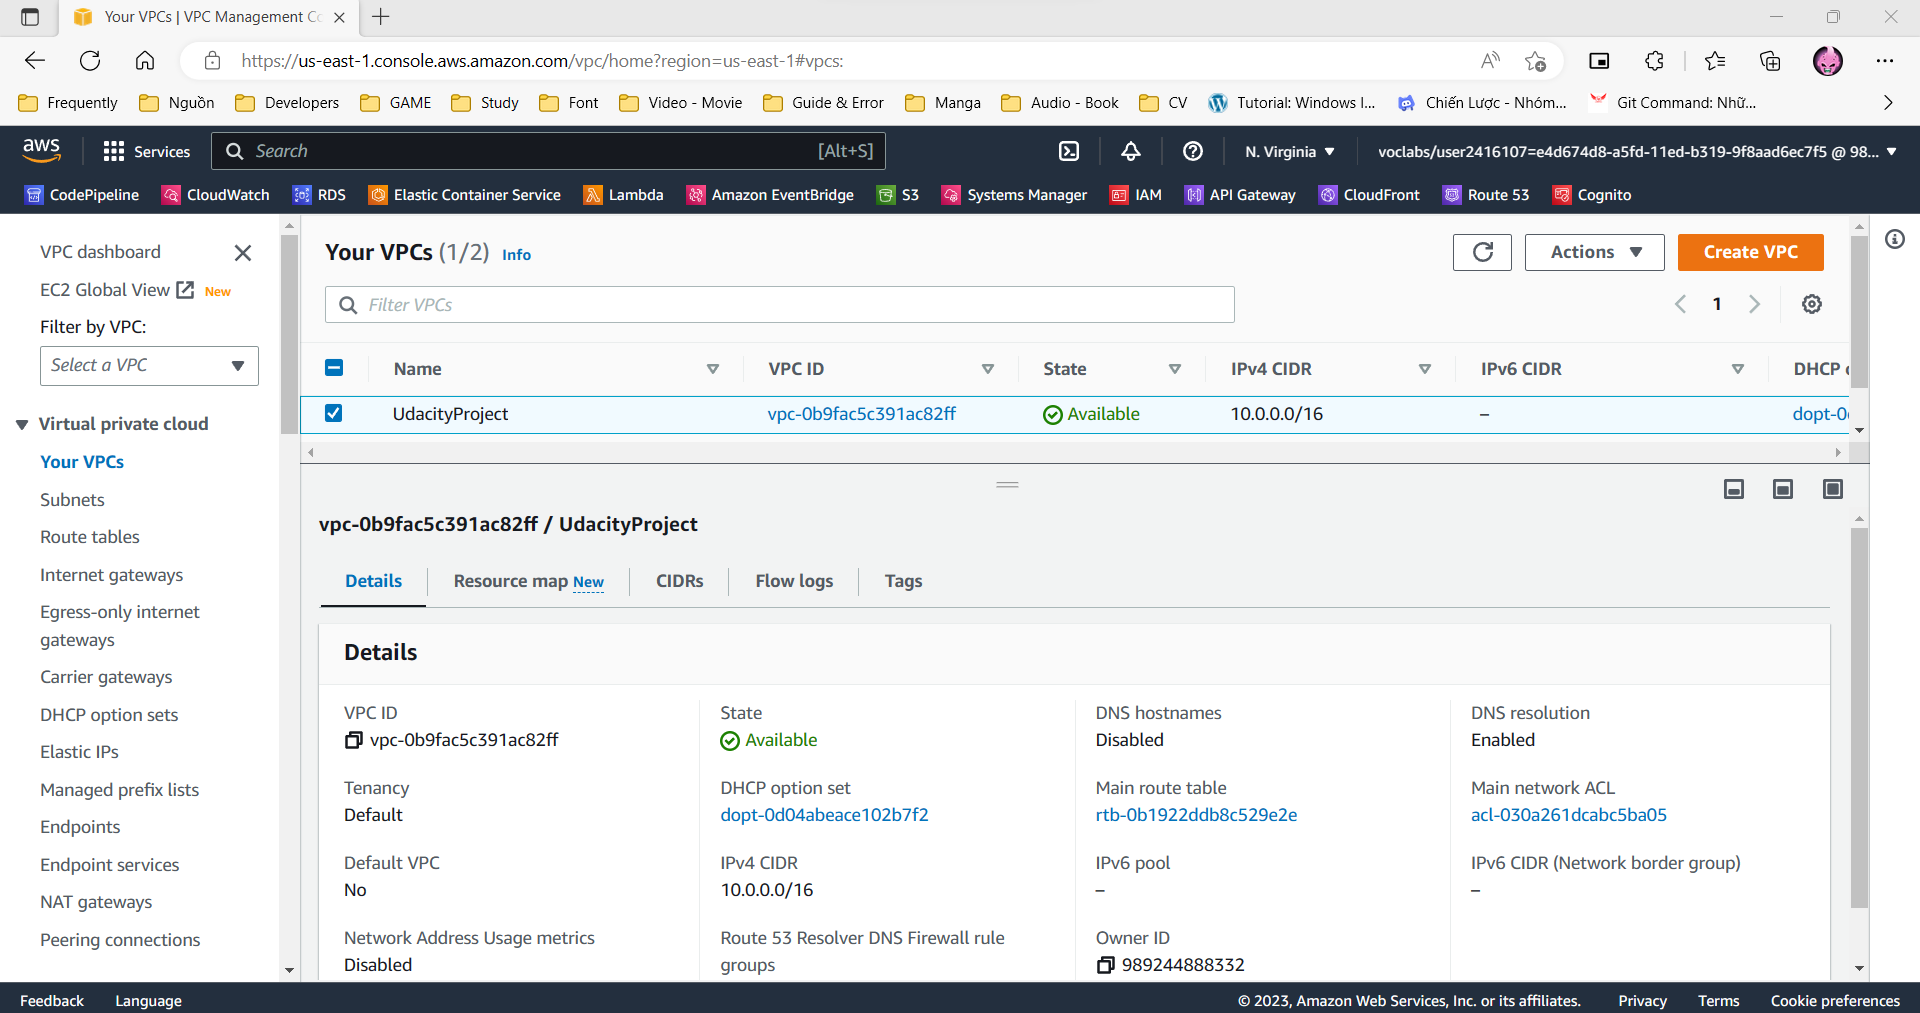 Your VPCs | VPC Management Co
https://us-east-1.console.aws.amazon.com/vpc/home?region=us-east-1#vpcs:
Frequently Nguồn Developers GAME Study Font Video - Movie Guide & Error Manga Audio - Book CV Tutorial: Windows I... Chiến Lược - Nhóm... Git Command: Nhữ...
aws Services Search [Alt+S] N. Virginia voclabs/user2416107=e4d674d8-a5fd-11ed-b319-9f8aad6ec7f5 @ 98...
CodePipeline CloudWatch RDS Elastic Container Service Lambda Amazon EventBridge S3 Systems Manager IAM API Gateway CloudFront Route 53 Cognito
VPC dashboard
EC2 Global View New
Filter by VPC:
Select a VPC
Virtual private cloud
Your VPCs
Subnets
Route tables
Internet gateways
Egress-only internet
gateways
Carrier gateways
DHCP option sets
Elastic IPs
Managed prefix lists
Endpoints
Endpoint services
NAT gateways
Peering connections
Your VPCs (1/2) Info
Actions
Create VPC
Filter VPCs
1
Name VPC ID State IPv4 CIDR IPv6 CIDR DHCP
UdacityProject vpc-0b9fac5c391ac82ff Available 10.0.0.0/16 – dopt-0
vpc-0b9fac5c391ac82ff / UdacityProject
Details Resource map New CIDRs Flow logs Tags
Details
VPC ID
vpc-0b9fac5c391ac82ff
State
Available
DNS hostnames
Disabled
DNS resolution
Enabled
Tenancy
Default
DHCP option set
dopt-0d04abeace102b7f2
Main route table
rtb-0b1922ddb8c529e2e
Main network ACL
acl-030a261dcabc5ba05
Default VPC
No
IPv4 CIDR
10.0.0.0/16
IPv6 pool
–
IPv6 CIDR (Network border group)
–
Network Address Usage metrics
Disabled
Route 53 Resolver DNS Firewall rule
groups
Owner ID
989244888332
Feedback Language © 2023, Amazon Web Services, Inc. or its affiliates. Privacy Terms Cookie preferences